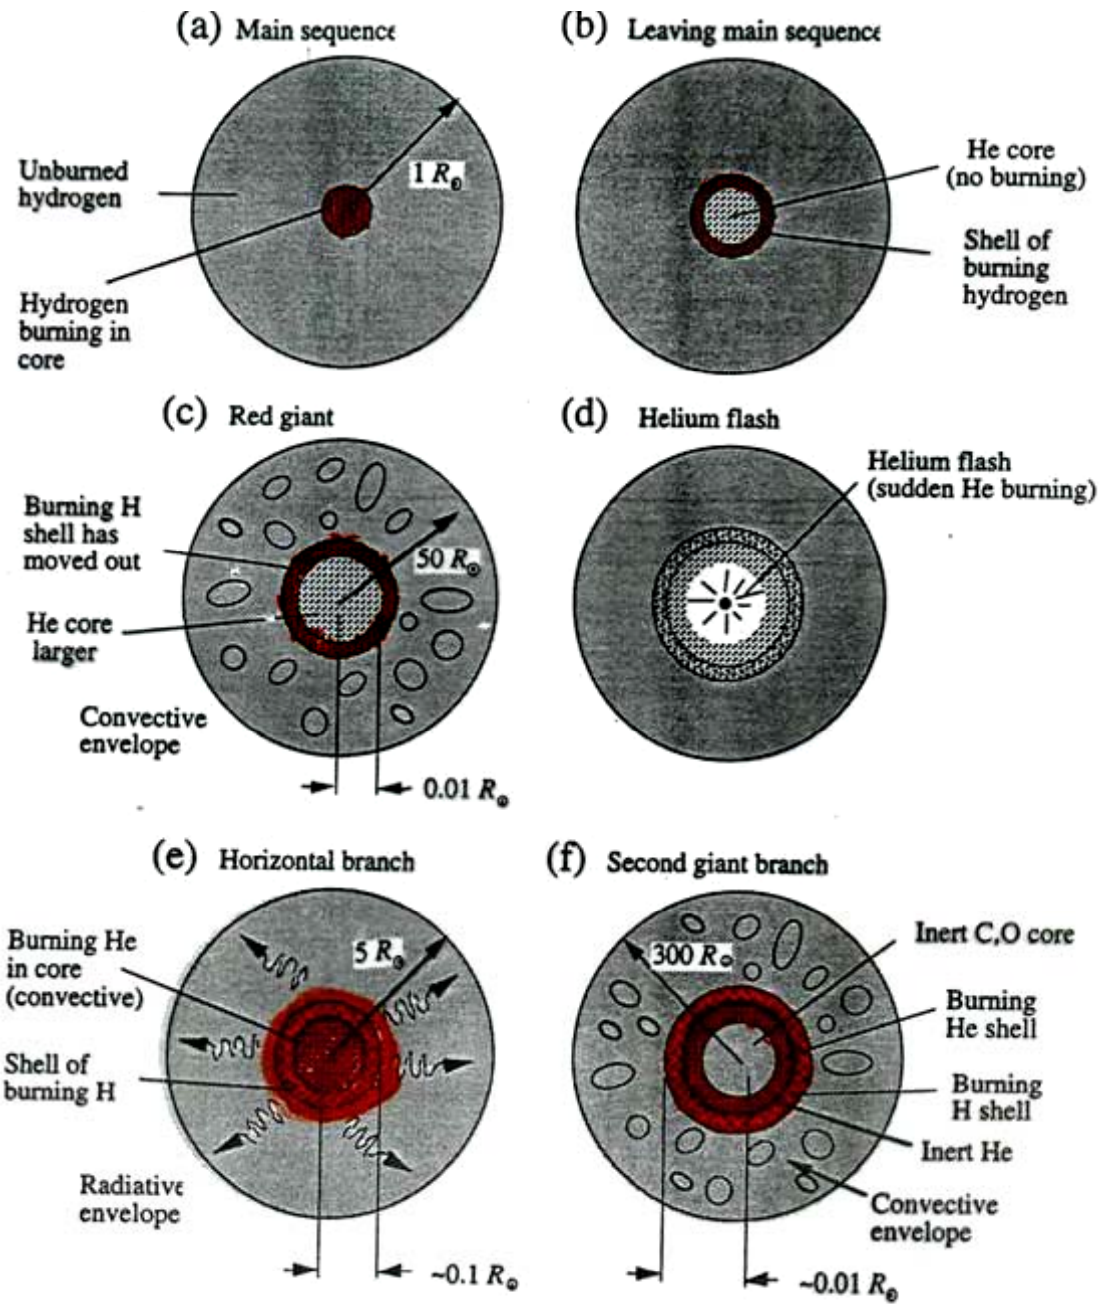 (a) Main sequence
Unburned
hydrogen
1 R☉
Hydrogen
burning in
core
(b) Leaving main sequence
He core
(no burning)
Shell of
burning
hydrogen
(c) Red giant
Burning H
shell has
moved out
50 R☉
He core
larger
Convective
envelope
0.01 R☉
(d) Helium flash
Helium flash
(sudden He burning)
(e) Horizontal branch
Burning He
in core
(convective)
5 R☉
Shell of
burning H
Radiative
envelope
~0.1 R☉
(f) Second giant branch
300 R☉
Inert C,O core
Burning
He shell
Burning
H shell
Inert He
Convective
envelope
~0.01 R☉